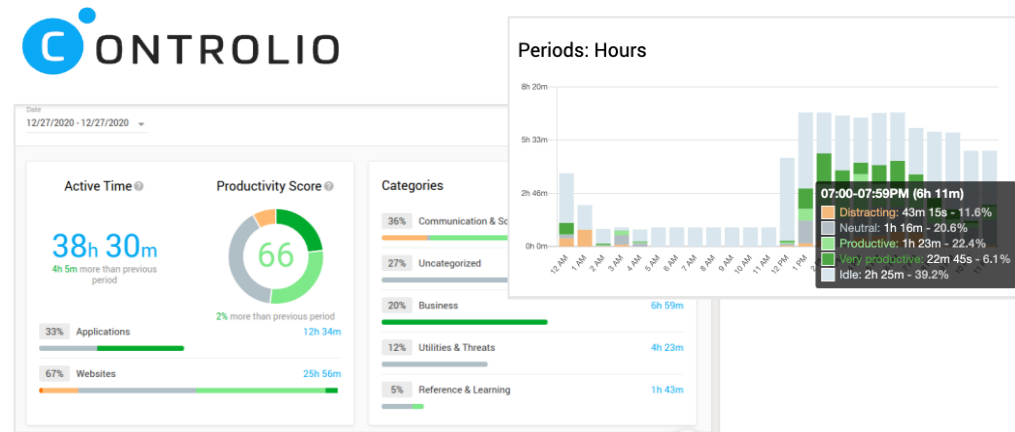 CONTROLIO
Periods: Hours
8h 20m
5h 33m
2h 46m
0h 0m
12 AM
1 AM
2 AM
3 AM
4 AM
5 AM
6 AM
7 AM
8 AM
9 AM
10 AM
11 AM
12 PM
1 PM
07:00-07:59PM (6h 11m)
Distracting: 43m 15s - 11.6%
Neutral: 1h 16m - 20.6%
Productive: 1h 23m - 22.4%
Very productive: 22m 45s - 6.1%
Idle: 2h 25m - 39.2%
Date
12/27/2020 - 12/27/2020
Active Time
38h 30m
4h 5m more than previous
period
Productivity Score
66
2% more than previous period
33% Applications 12h 34m
67% Websites 25h 56m
Categories
36% Communication & Sc
27% Uncategorized
20% Business 6h 59m
12% Utilities & Threats 4h 23m
5% Reference & Learning 1h 43m